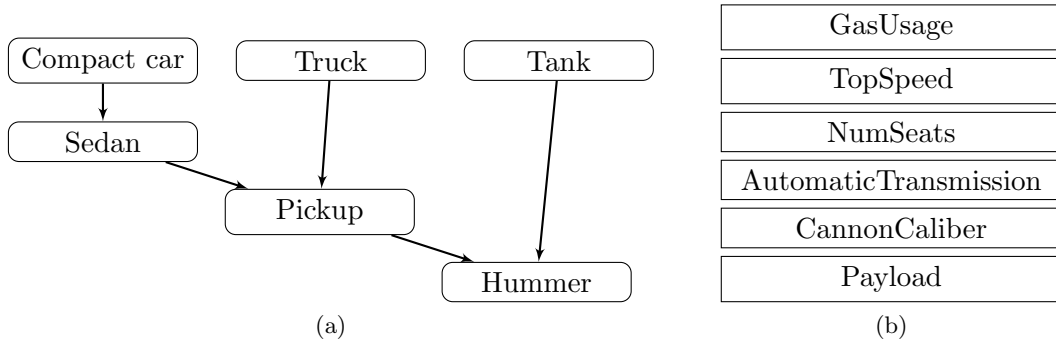 Compact car
Truck
Tank
Sedan
Pickup
Hummer
(a)
GasUsage
TopSpeed
NumSeats
AutomaticTransmission
CannonCaliber
Payload
(b)